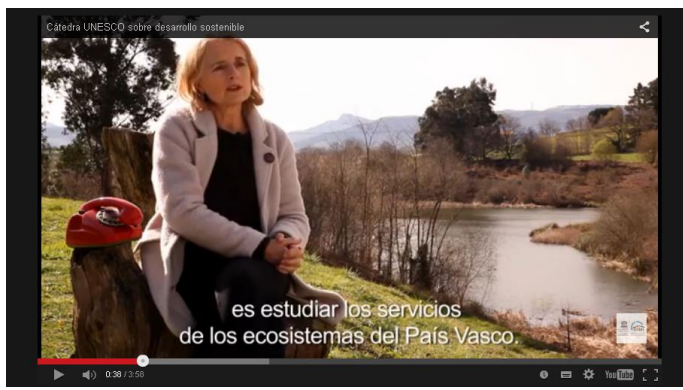 Cátedra UNESCO sobre desarrollo sostenible
es estudiar los servicios
de los ecosistemas del País Vasco.
0:38 / 3:58
YouTube